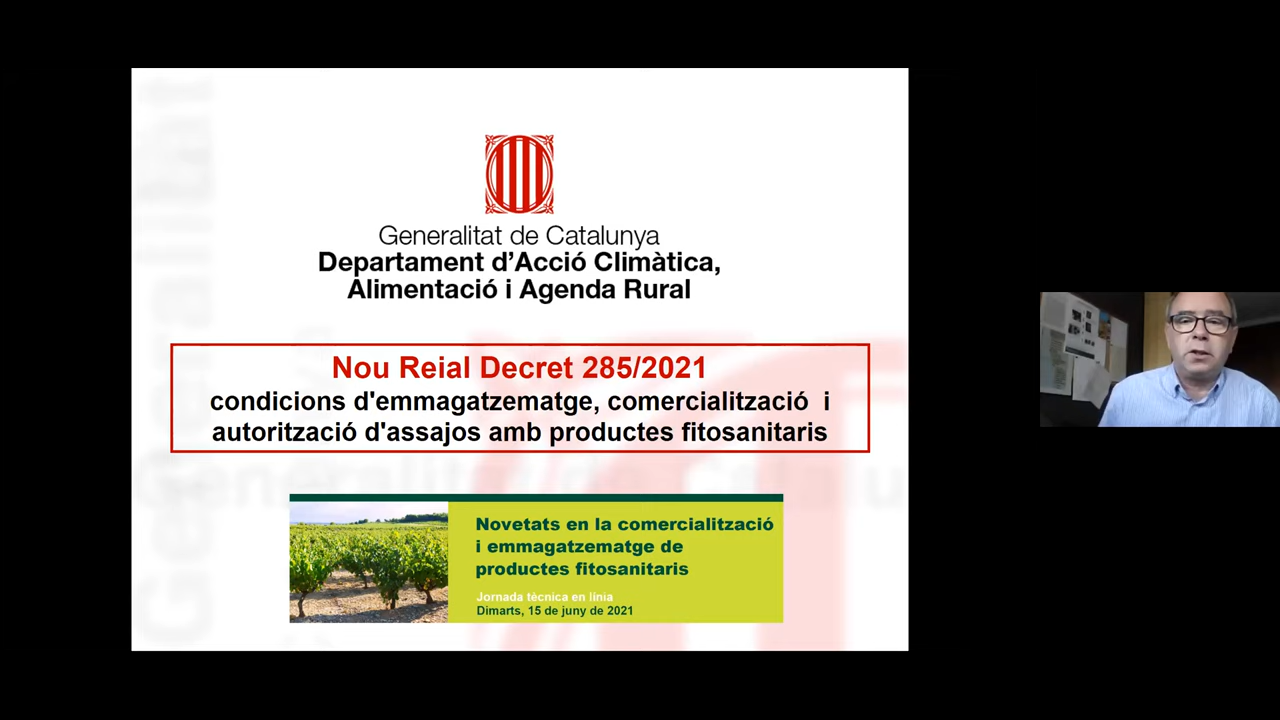 Generalitat de Catalunya
Departament d'Acció Climàtica,
Alimentació i Agenda Rural
Nou Reial Decret 285/2021
condicions d'emmagatzematge, comercialització i
autorització d'assajos amb productes fitosanitaris
Novetats en la comercialització
i emmagatzematge de
productes fitosanitaris
Jornada tècnica en línia
Dimarts, 15 de juny de 2021